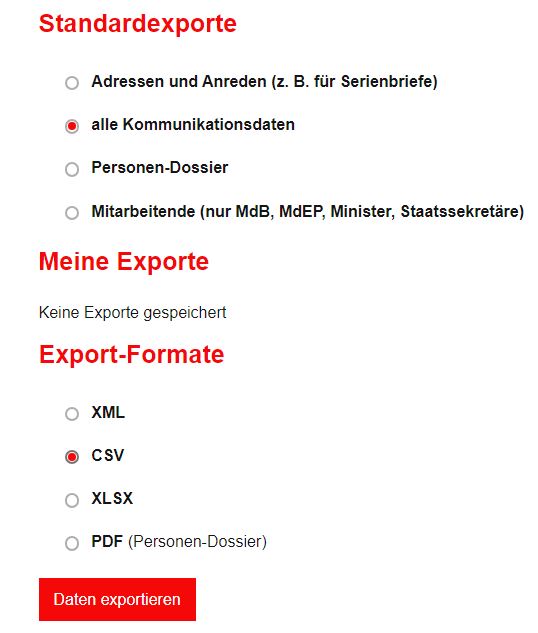 Standardexporte
Adressen und Anreden (z. B. für Serienbriefe)
alle Kommunikationsdaten
Personen-Dossier
Mitarbeitende (nur MdB, MdEP, Minister, Staatssekretäre)
Meine Exporte
Keine Exporte gespeichert
Export-Formate
XML
CSV
XLSX
PDF (Personen-Dossier)
Daten exportieren